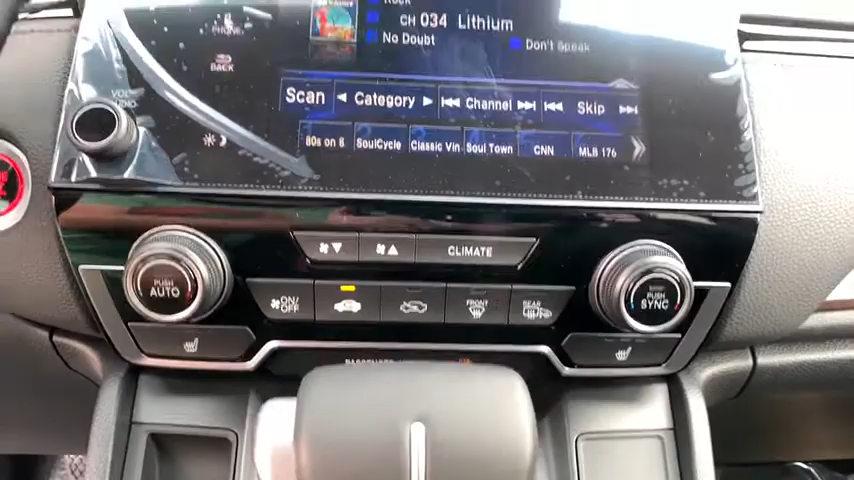 Rock
PHONE
CH 034 Lithium
No Doubt Don't Speak
BACK
VOL
AUDIO
Scan Category Channel Skip
80s on 8 SoulCycle Classic Vin Soul Town CNN MLB 176
CLIMATE
PUSH
AUTO
PUSH
SYNC
ON/
OFF
FRONT
REAR
PASSENGER